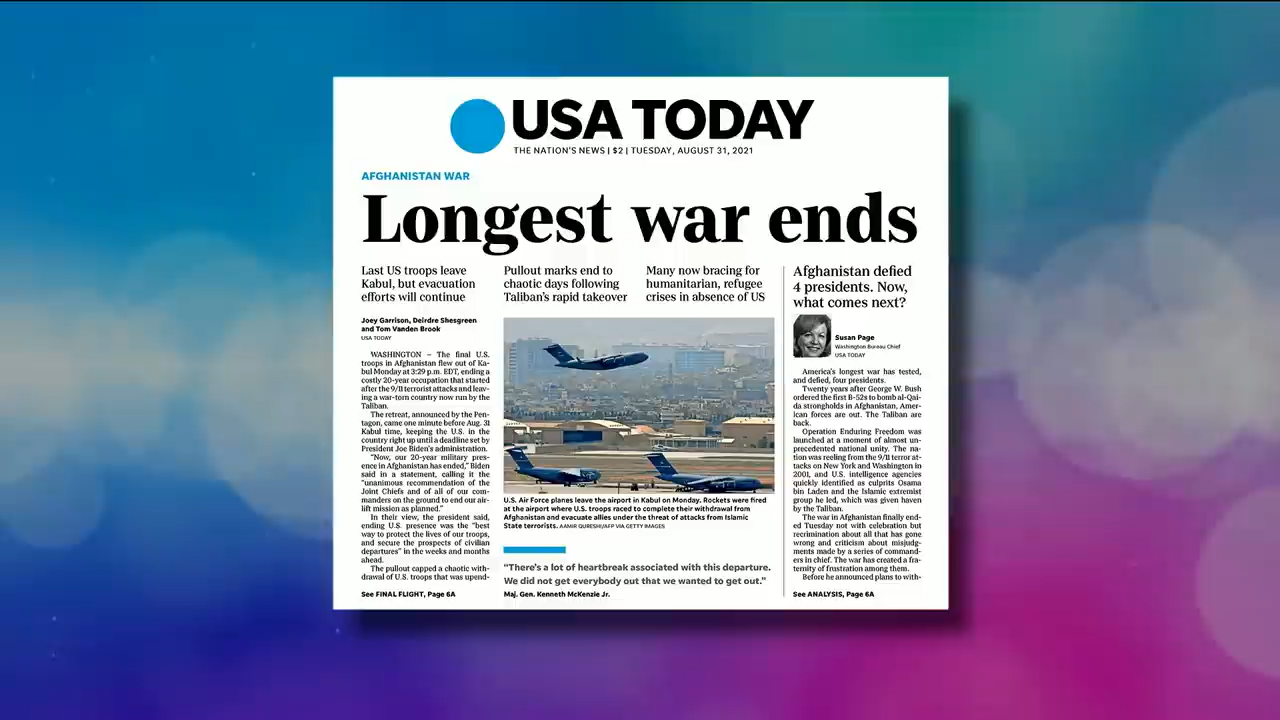 USA TODAY
THE NATION'S NEWS | $2 | TUESDAY, AUGUST 31, 2021
AFGHANISTAN WAR
Longest war ends
Last US troops leave
Kabul, but evacuation
efforts will continue
Pullout marks end to
chaotic days following
Taliban's rapid takeover
Many now bracing for
humanitarian, refugee
crises in absence of US
Joey Garrison, Deirdre Shesgreen
and Tom Vanden Brook
USA TODAY
WASHINGTON – The final U.S.
troops in Afghanistan flew out of Ka-
bul Monday at 3:29 p.m. EDT, ending a
costly 20-year occupation that started
after the 9/11 terrorist attacks and leav-
ing a war-torn country now run by the
Taliban.
The retreat, announced by the Pen-
tagon, came one minute before Aug. 31
Kabul time, keeping the U.S. in the
country right up until a deadline set by
President Joe Biden's administration.
"Now, our 20-year military pres-
ence in Afghanistan has ended," Biden
said in a statement, calling it the
"unanimous recommendation of the
Joint Chiefs and of all of our com-
manders on the ground to end our air-
lift mission as planned."
In their view, the president said,
ending U.S. presence was the "best
way to protect the lives of our troops,
and secure the prospects of civilian
departures" in the weeks and months
ahead.
The pullout capped a chaotic with-
drawal of U.S. troops that was upend-
See FINAL FLIGHT, Page 6A
U.S. Air Force planes leave the airport in Kabul on Monday. Rockets were fired
at the airport where U.S. troops raced to complete their withdrawal from
Afghanistan and evacuate allies under the threat of attacks from Islamic
State terrorists. AAMIR QURESHI/AFP VIA GETTY IMAGES
"There's a lot of heartbreak associated with this departure.
We did not get everybody out that we wanted to get out."
Maj. Gen. Kenneth McKenzie Jr.
Afghanistan defied
4 presidents. Now,
what comes next?
Susan Page
Washington Bureau Chief
USA TODAY
America's longest war has tested,
and defied, four presidents.
Twenty years after George W. Bush
ordered the first B-52s to bomb al-Qai-
da strongholds in Afghanistan, Amer-
ican forces are out. The Taliban are
back.
Operation Enduring Freedom was
launched at a moment of almost un-
precedented national unity. The na-
tion was reeling from the 9/11 terror at-
tacks on New York and Washington in
2001, and U.S. intelligence agencies
quickly identified as culprits Osama
bin Laden and the Islamic extremist
group he led, which was given haven
by the Taliban.
The war in Afghanistan finally end-
ed Tuesday not with celebration but
recrimination about all that has gone
wrong and criticism about misjudg-
ments made by a series of command-
ers in chief. The war has created a fra-
ternity of frustration among them.
Before he announced plans to with-
See ANALYSIS, Page 6A